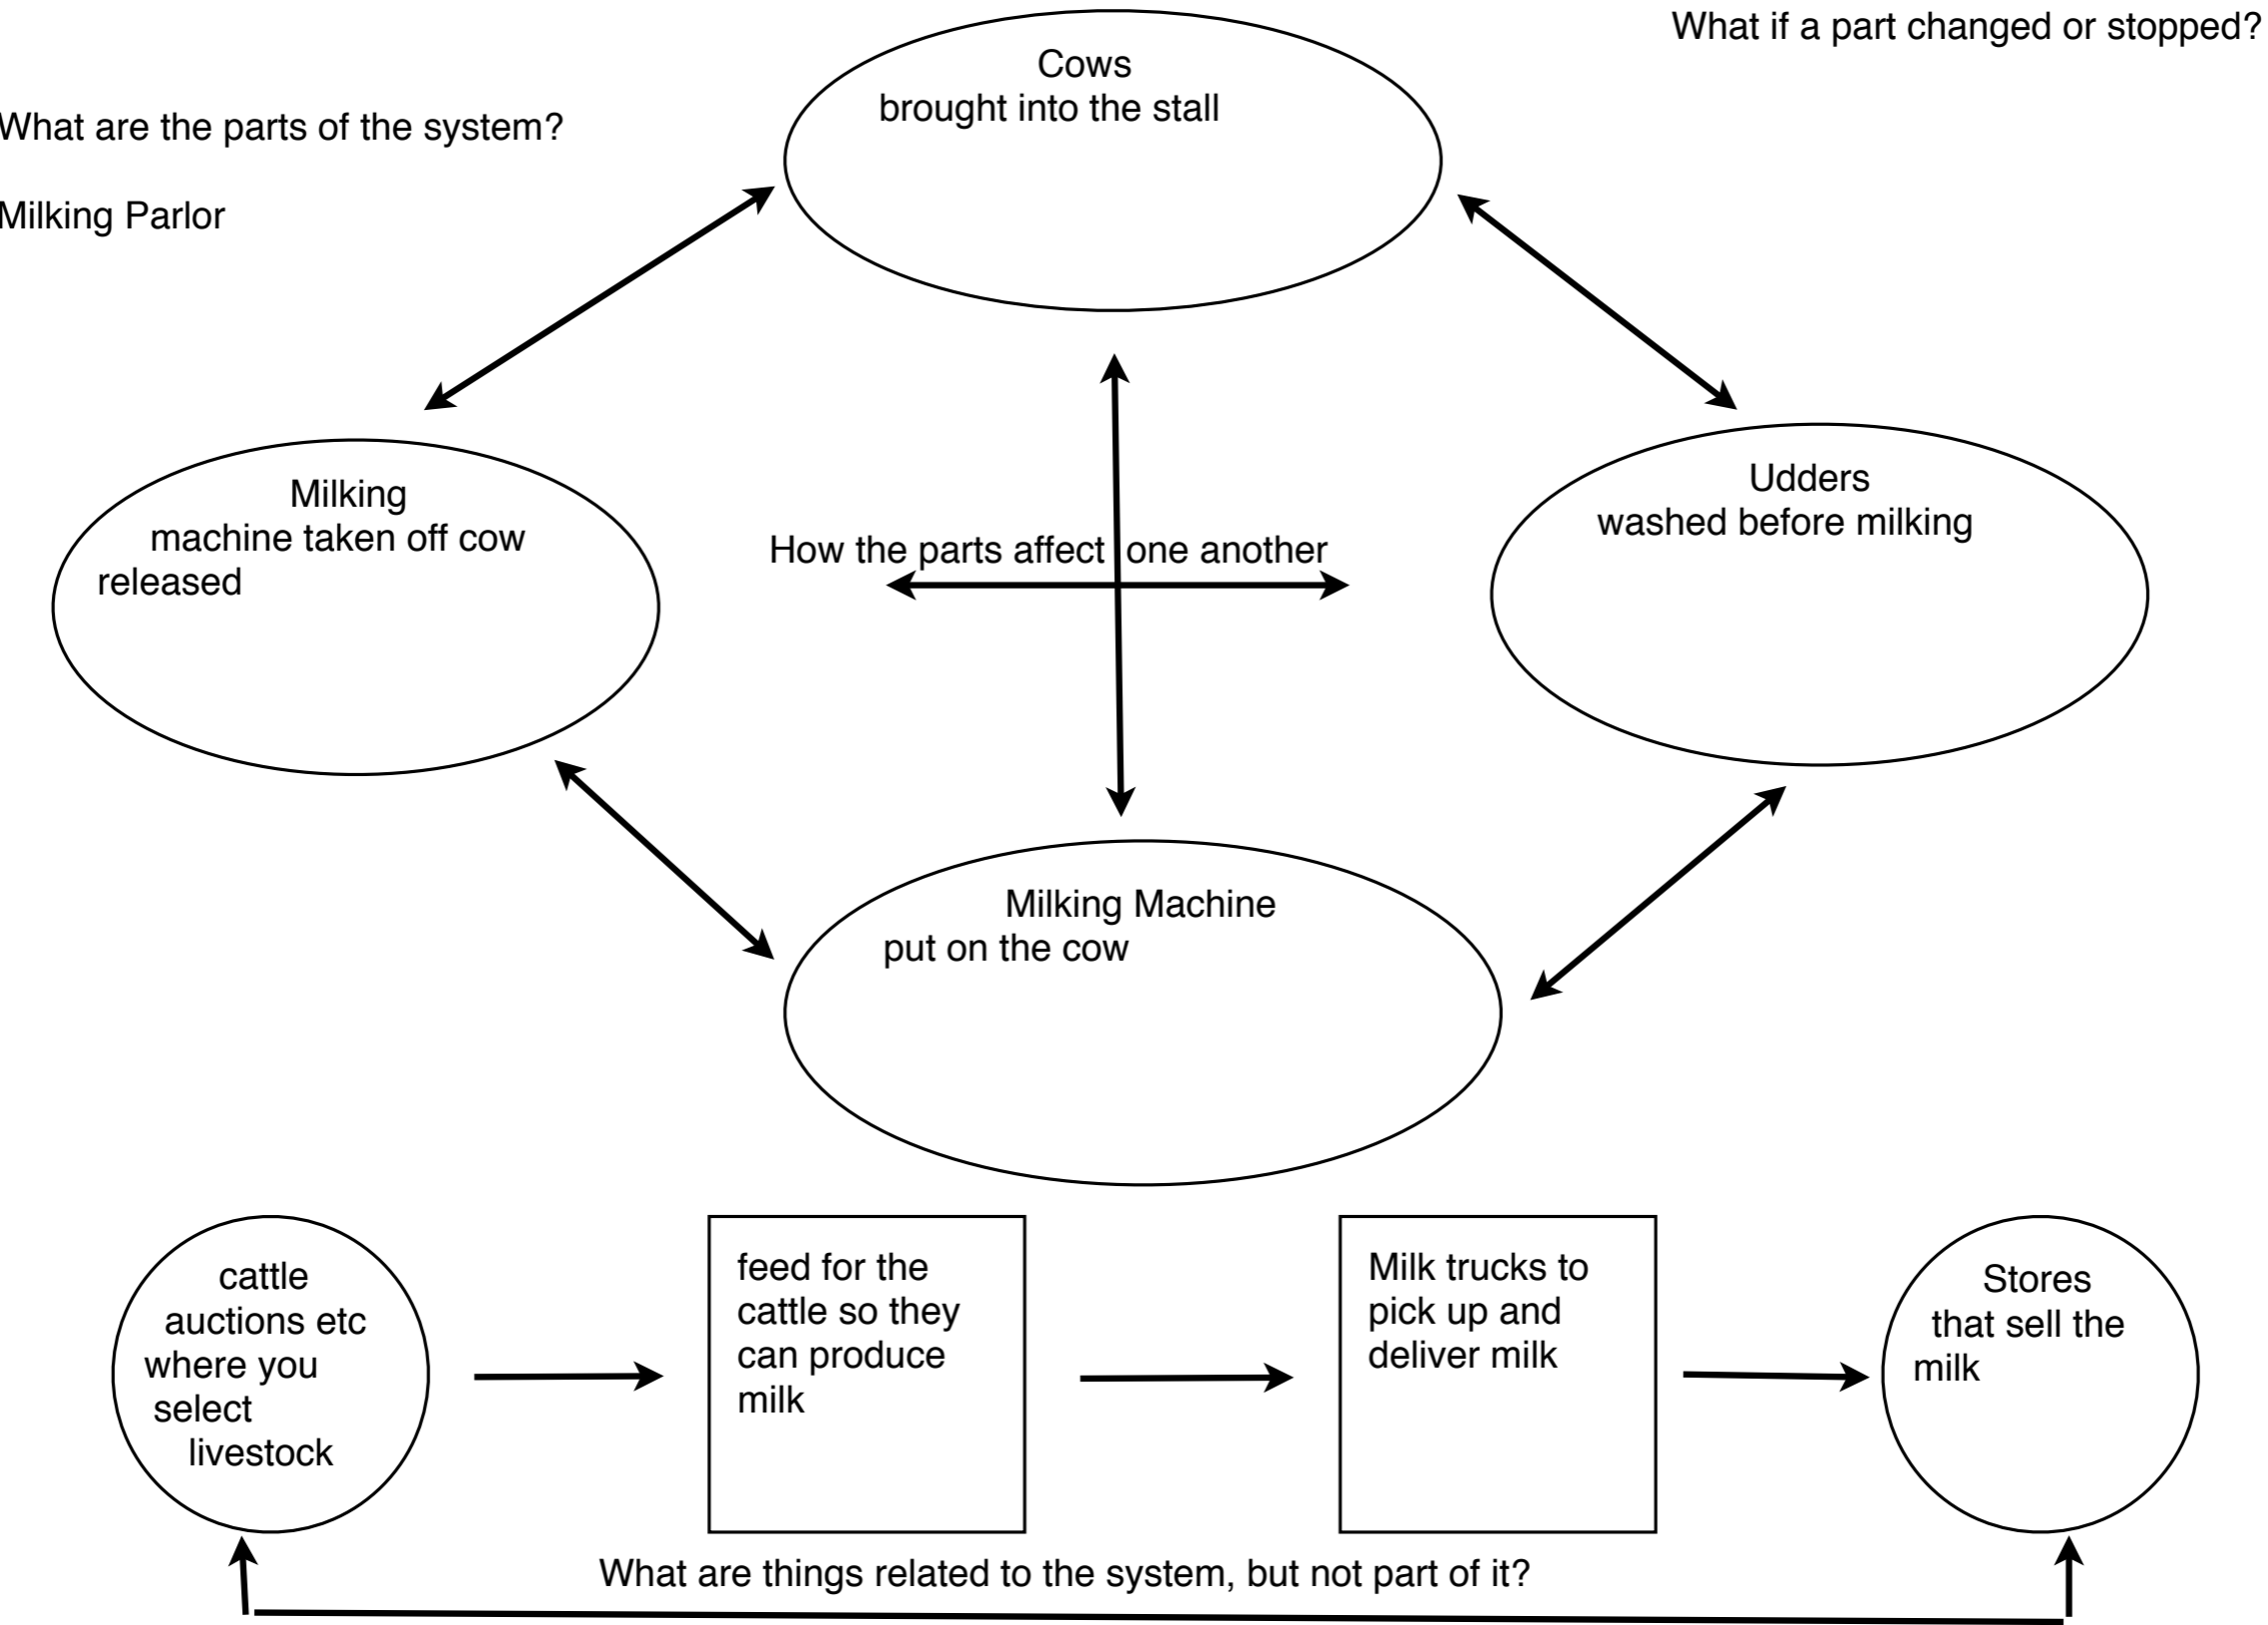 What if a part changed or stopped?
Cows
brought into the stall
What are the parts of the system?
Milking Parlor
Milking
machine taken off cow
released
Udders
washed before milking
How the parts affect one another
Milking Machine
put on the cow
cattle
auctions etc
where you
select
livestock
feed for the
cattle so they
can produce
milk
Milk trucks to
pick up and
deliver milk
Stores
that sell the
milk
What are things related to the system, but not part of it?